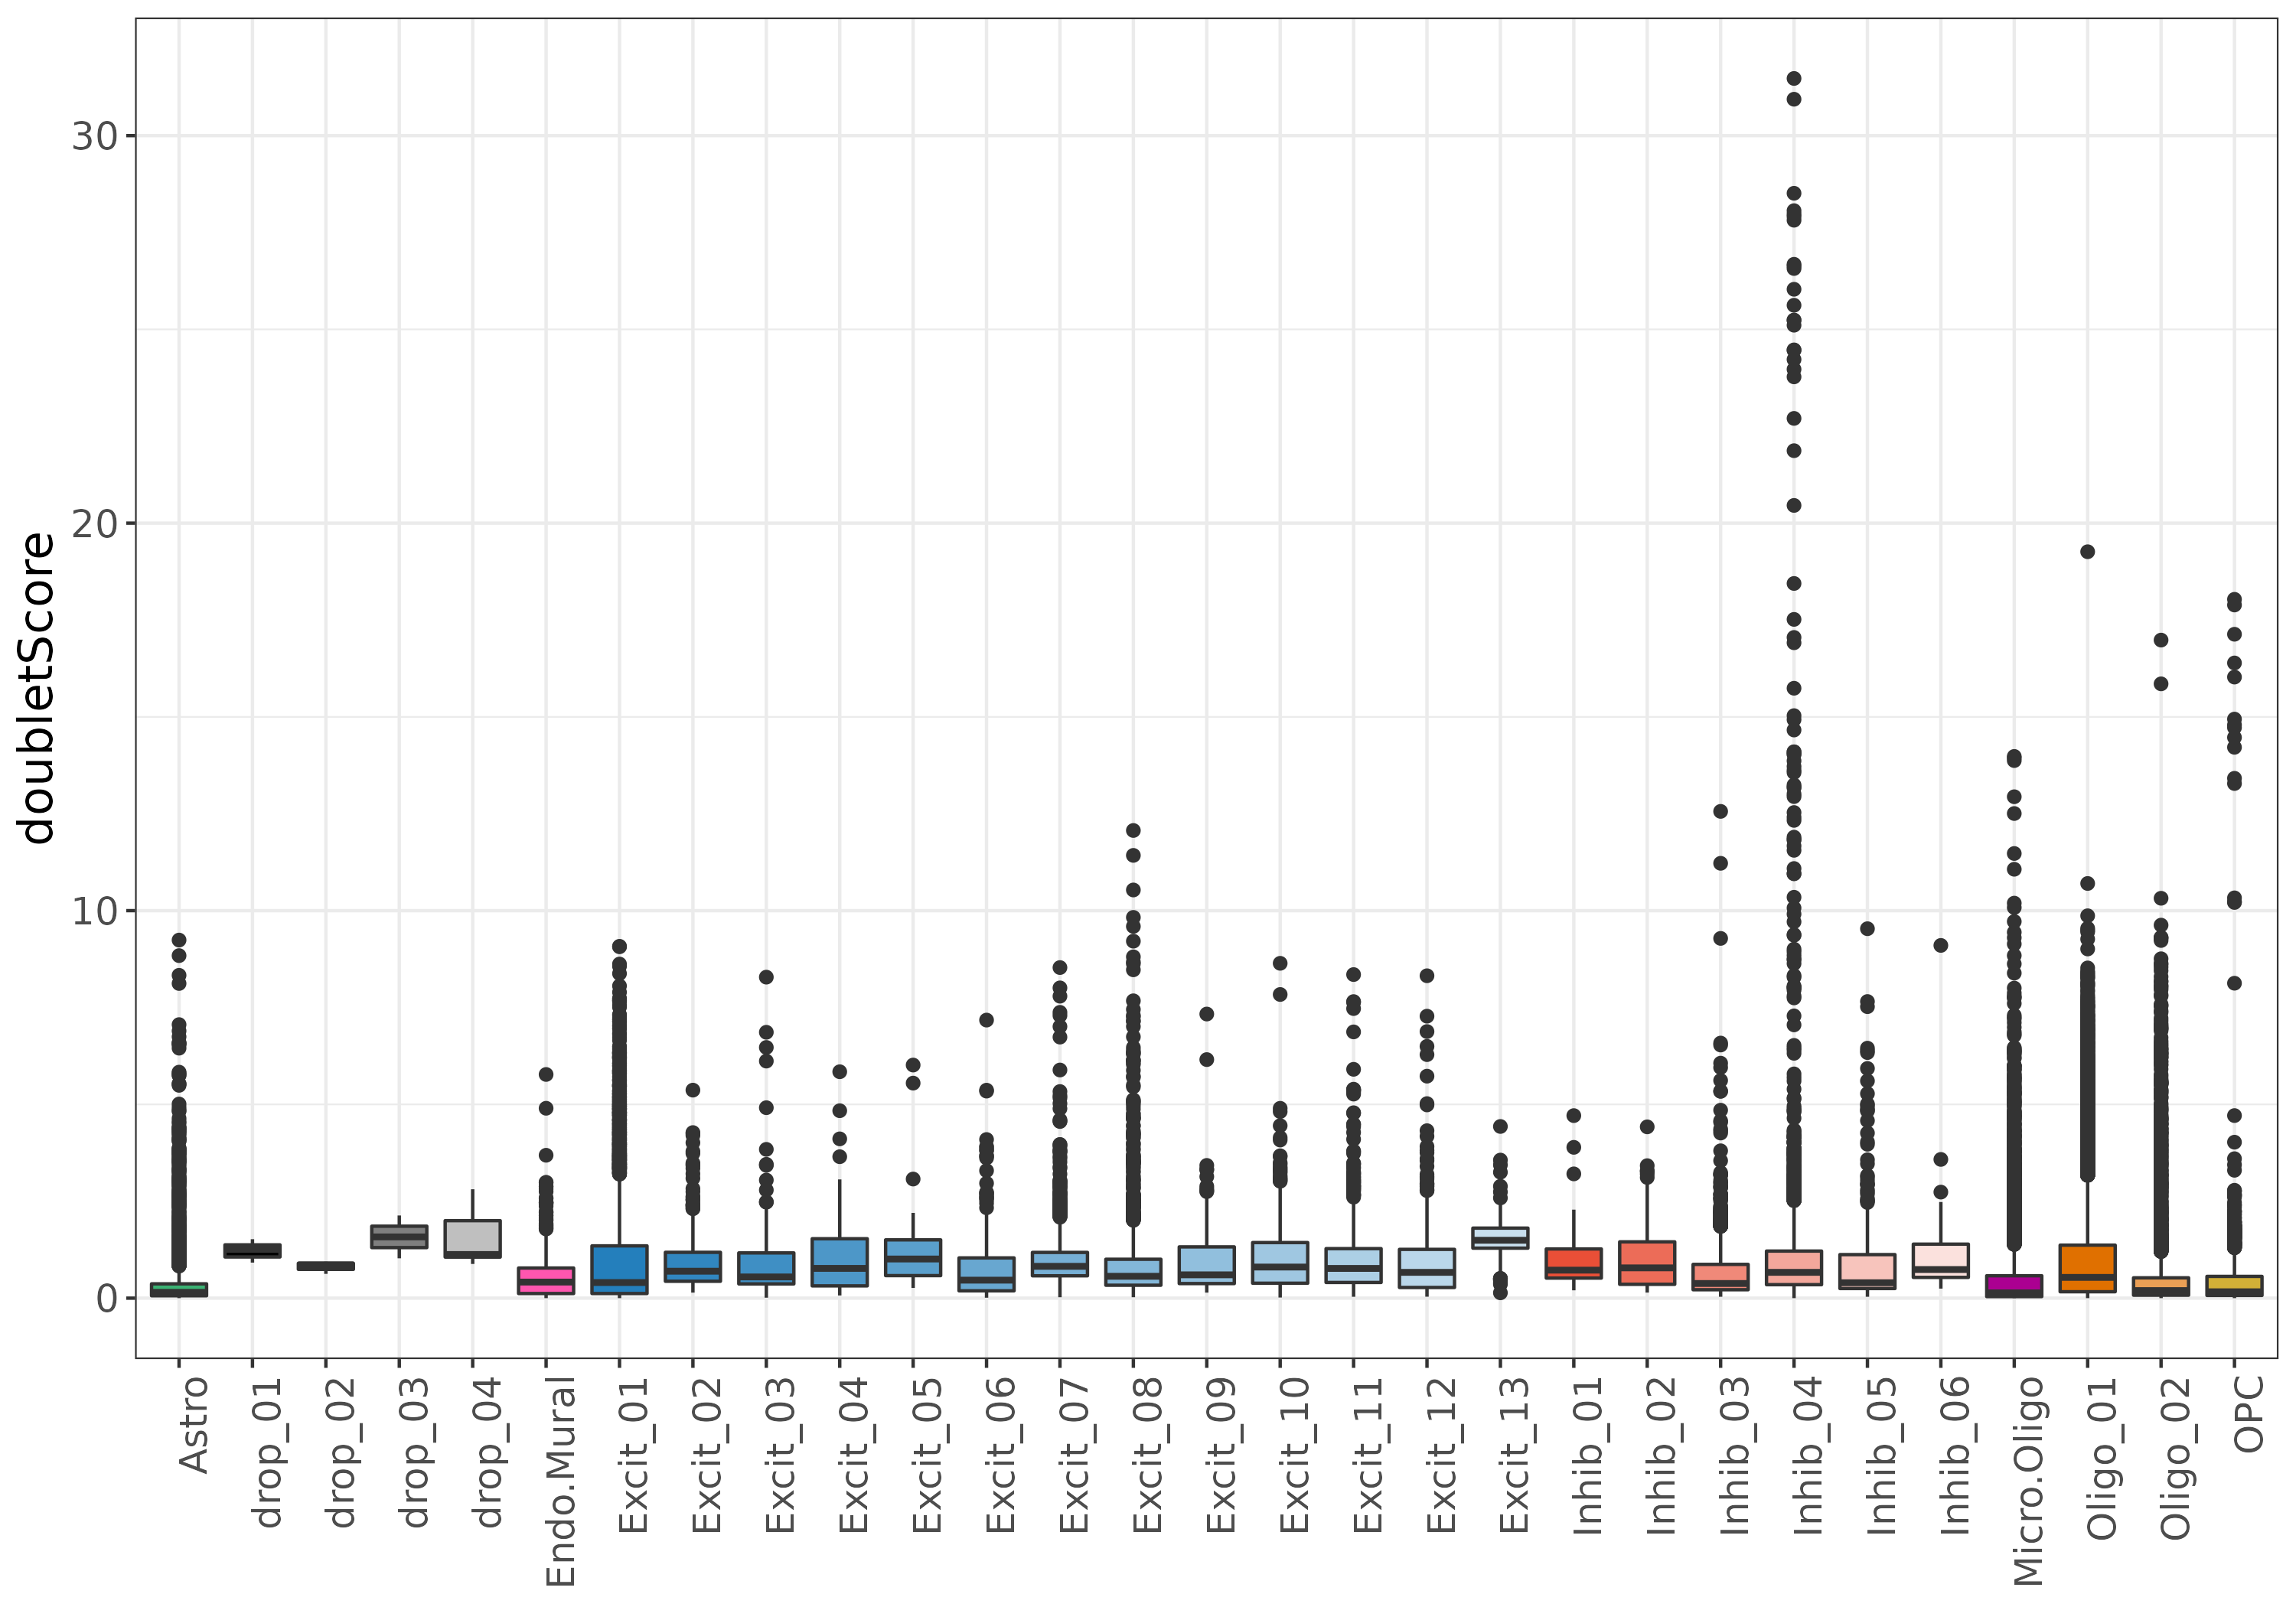 doubletScore
30
20
10
0
Astro
drop_01
drop_02
drop_03
drop_04
Endo.Mural
Excit_01
Excit_02
Excit_03
Excit_04
Excit_05
Excit_06
Excit_07
Excit_08
Excit_09
Excit_10
Excit_11
Excit_12
Excit_13
Inhib_01
Inhib_02
Inhib_03
Inhib_04
Inhib_05
Inhib_06
Micro.Oligo
Oligo_01
Oligo_02
OPC